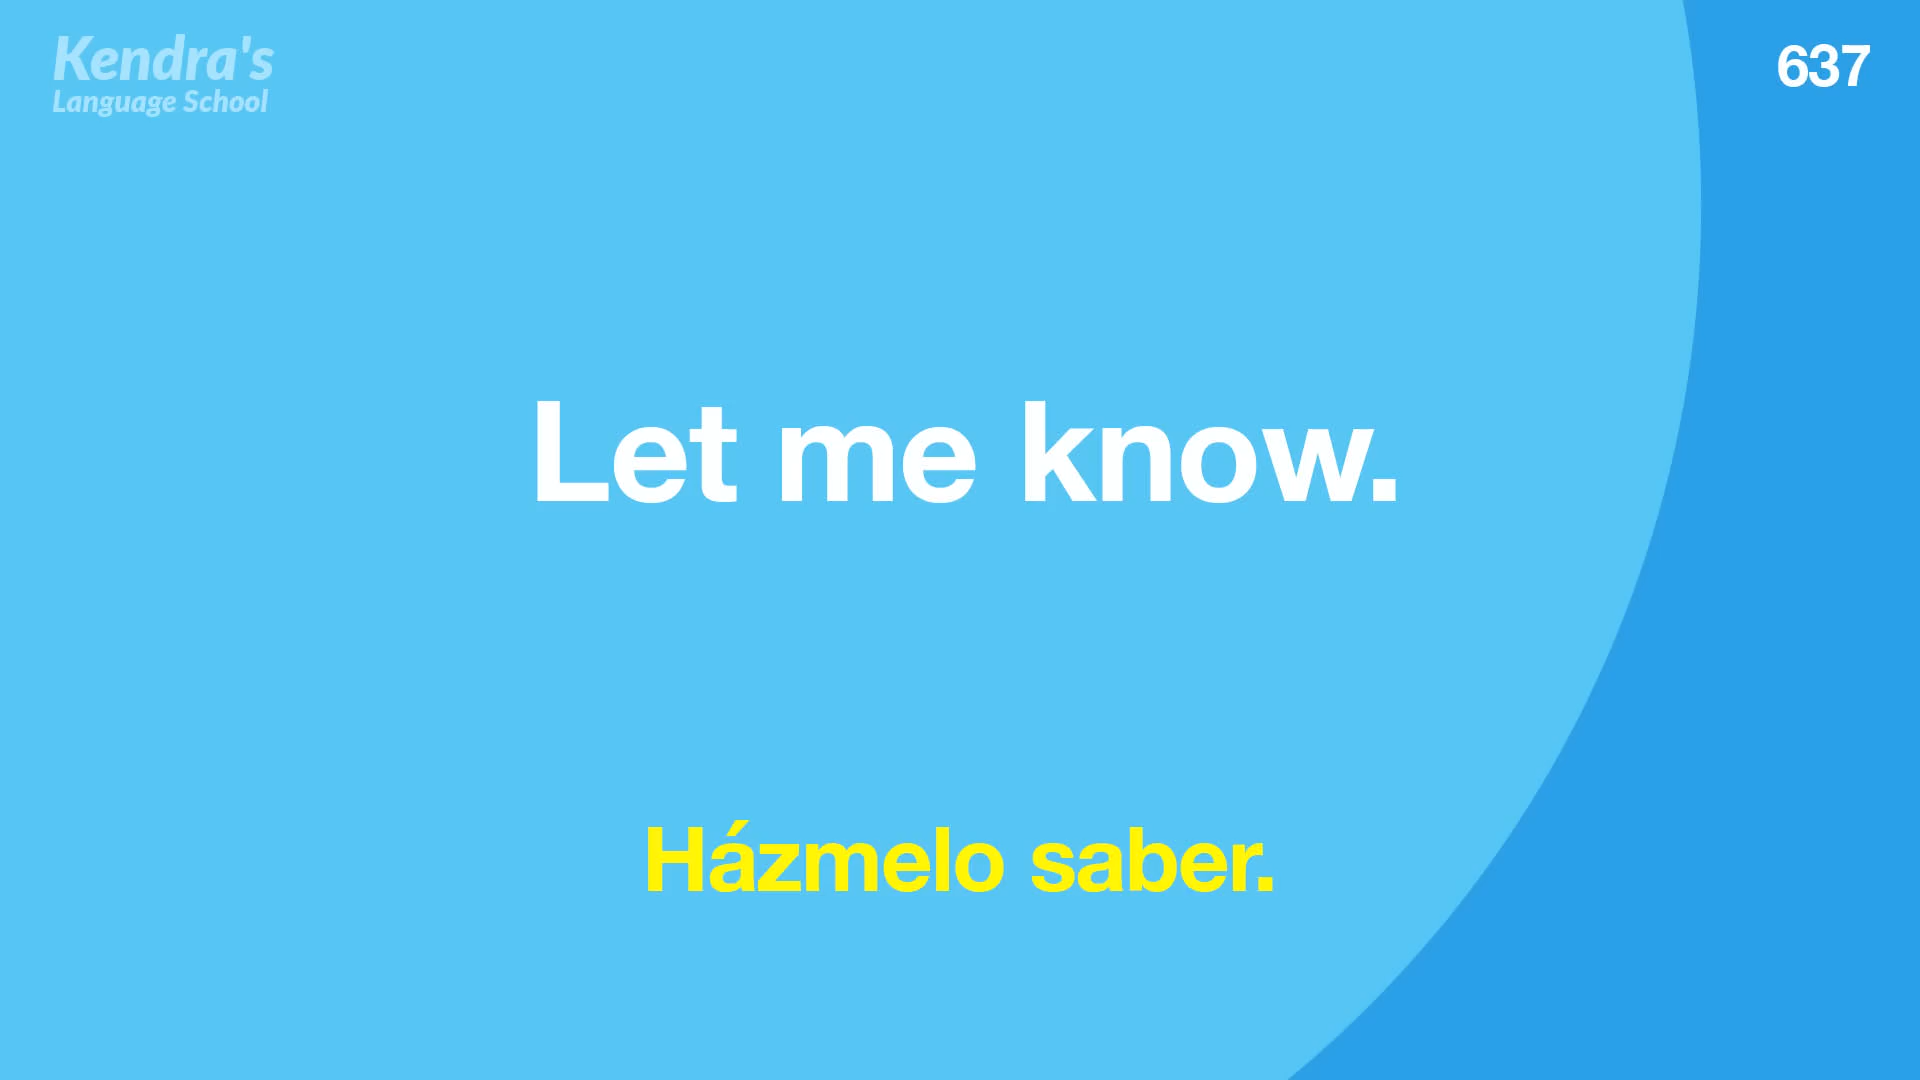 Kendra's
Language School
637
Let me know.
Házmelo saber.